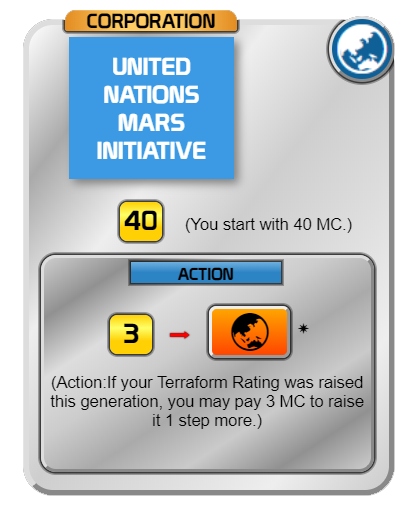 CORPORATION
UNITED
NATIONS
MARS
INITIATIVE
40 (You start with 40 MC.)
ACTION
3
(Action:If your Terraform Rating was raised
this generation, you may pay 3 MC to raise
it 1 step more.)